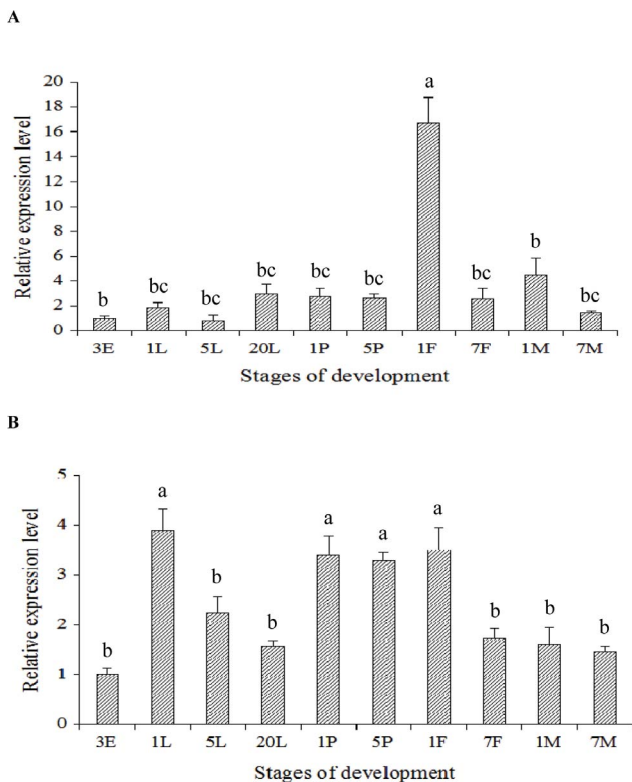 A
Relative expression level
20
18
16
14
12
10
8
6
4
2
0
b
bc
bc
bc
bc
bc
a
bc
b
bc
3E 1L 5L 20L 1P 5P 1F 7F 1M 7M
Stages of development
B
Relative expression level
5
4
3
2
1
0
b
a
b
b
a
a
a
b
b
b
3E 1L 5L 20L 1P 5P 1F 7F 1M 7M
Stages of development